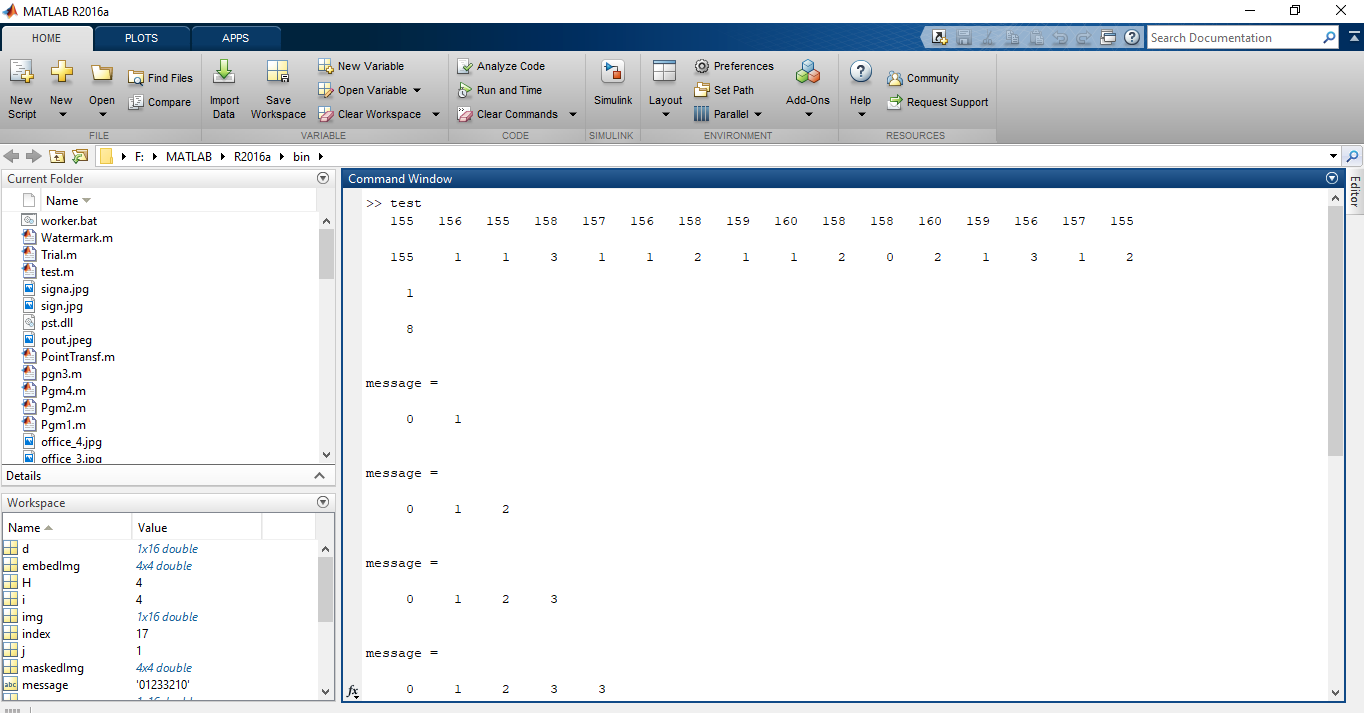 MATLAB R2016a
HOME PLOTS APPS
Search Documentation
New Script
New
Open
Find Files
Compare
FILE
Import Data
Save Workspace
New Variable
Open Variable
Clear Workspace
VARIABLE
Analyze Code
Run and Time
Clear Commands
CODE
Simulink
SIMULINK
Layout
Preferences
Set Path
Parallel
Add-Ons
ENVIRONMENT
Help
Community
Request Support
RESOURCES
F: MATLAB R2016a bin
Current Folder
Name
worker.bat
Watermark.m
Trial.m
test.m
signa.jpg
sign.jpg
pst.dll
pout.jpeg
PointTransf.m
pgn3.m
Pgm4.m
Pgm2.m
Pgm1.m
office_4.jpg
office_3.jpg
Details
Workspace
Name Value
d 1x16 double
embedImg 4x4 double
H 4
i 4
img 1x16 double
index 17
j 1
maskedImg 4x4 double
abc message '01233210'
Command Window
>> test
155 156 155 158 157 156 158 159 160 158 158 160 159 156 157 155
155 1 1 3 1 1 2 1 1 2 0 2 1 3 1 2
1
8
message =
0 1
message =
0 1 2
message =
0 1 2 3
message =
0 1 2 3 3
fx
Editor